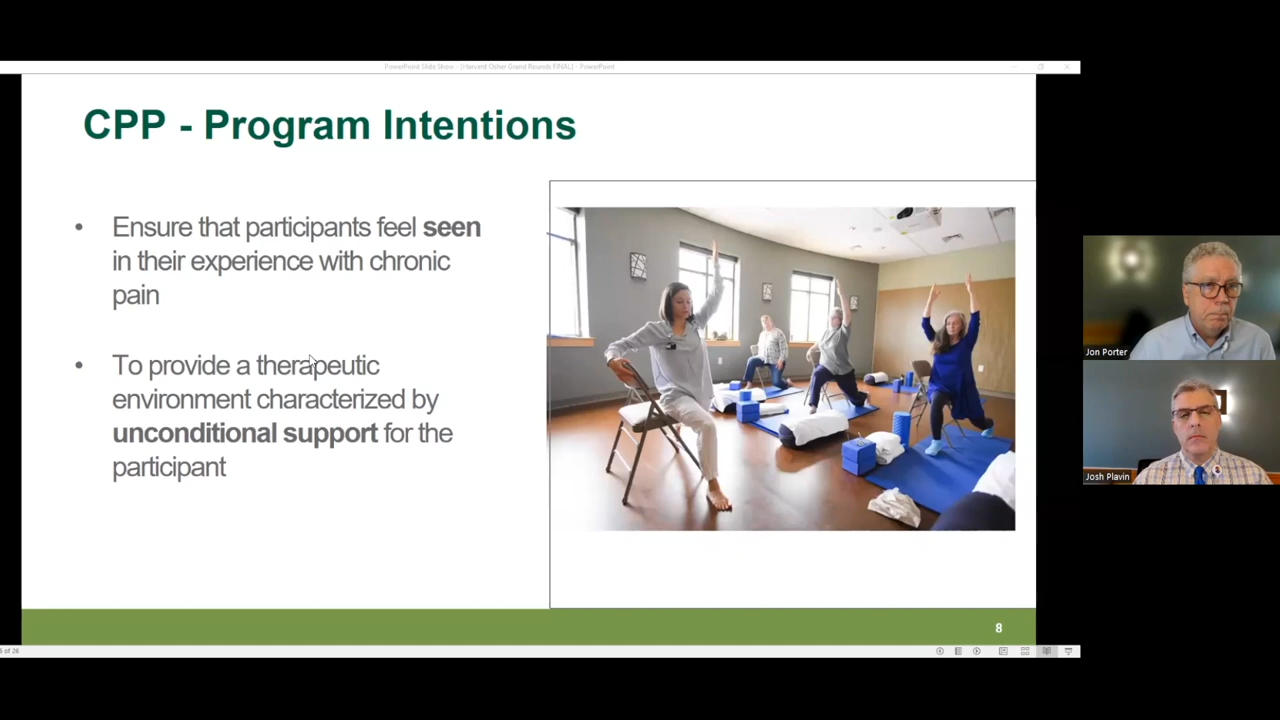 PowerPoint Slide Show - [Harvard Osher Grand Rounds FINAL] - PowerPoint
CPP - Program Intentions
• Ensure that participants feel seen
in their experience with chronic
pain
• To provide a therapeutic
environment characterized by
unconditional support for the
participant
8
of 26
Jon Porter
Josh Plavin